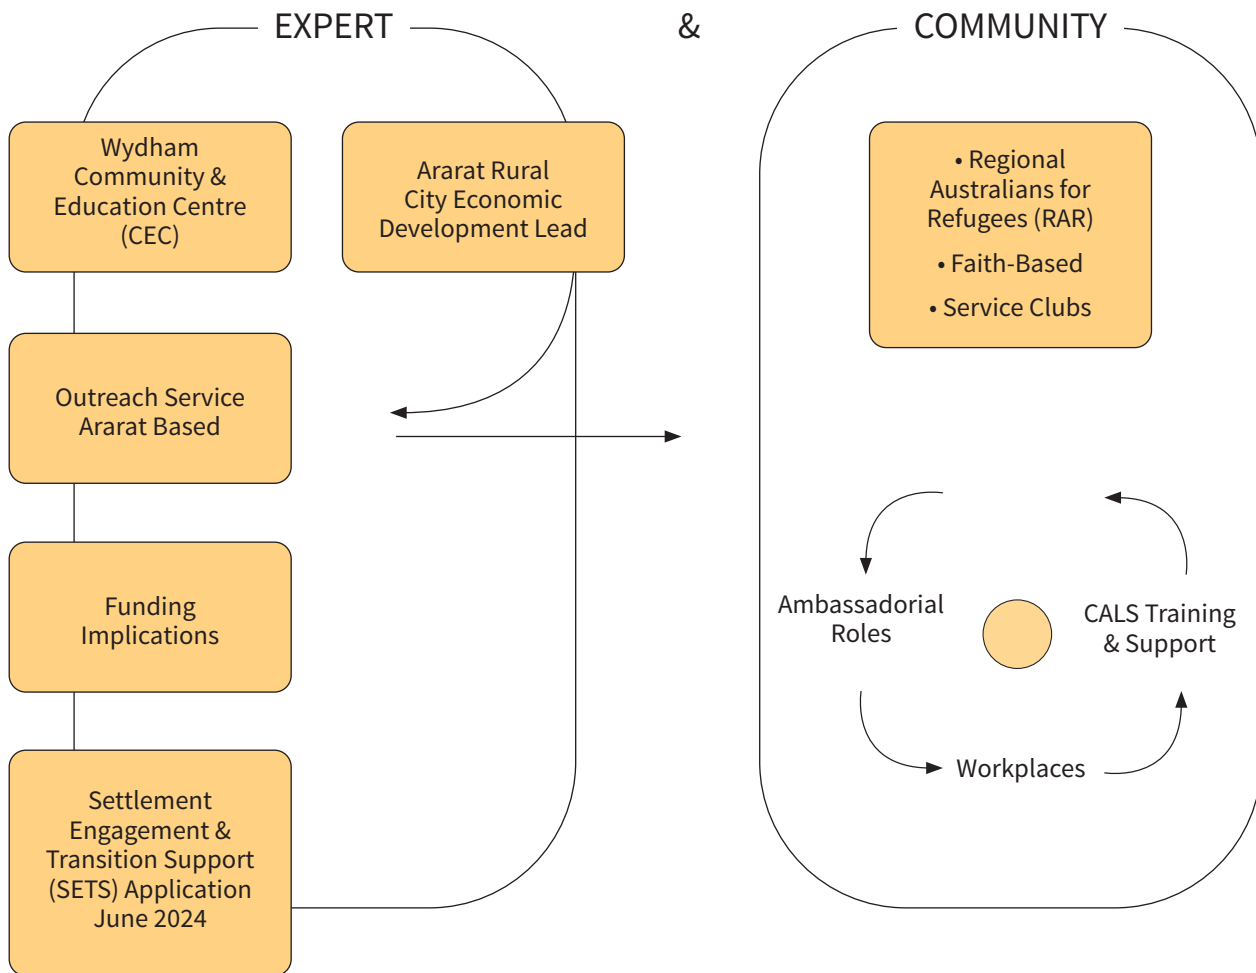 EXPERT
&
COMMUNITY
Wydham
Community &
Education Centre
(CEC)
Ararat Rural
City Economic
Development Lead
• Regional
Australians for
Refugees (RAR)
• Faith-Based
• Service Clubs
Outreach Service
Ararat Based
Funding
Implications
Ambassadorial
Roles
CALS Training
& Support
Workplaces
Settlement
Engagement &
Transition Support
(SETS) Application
June 2024